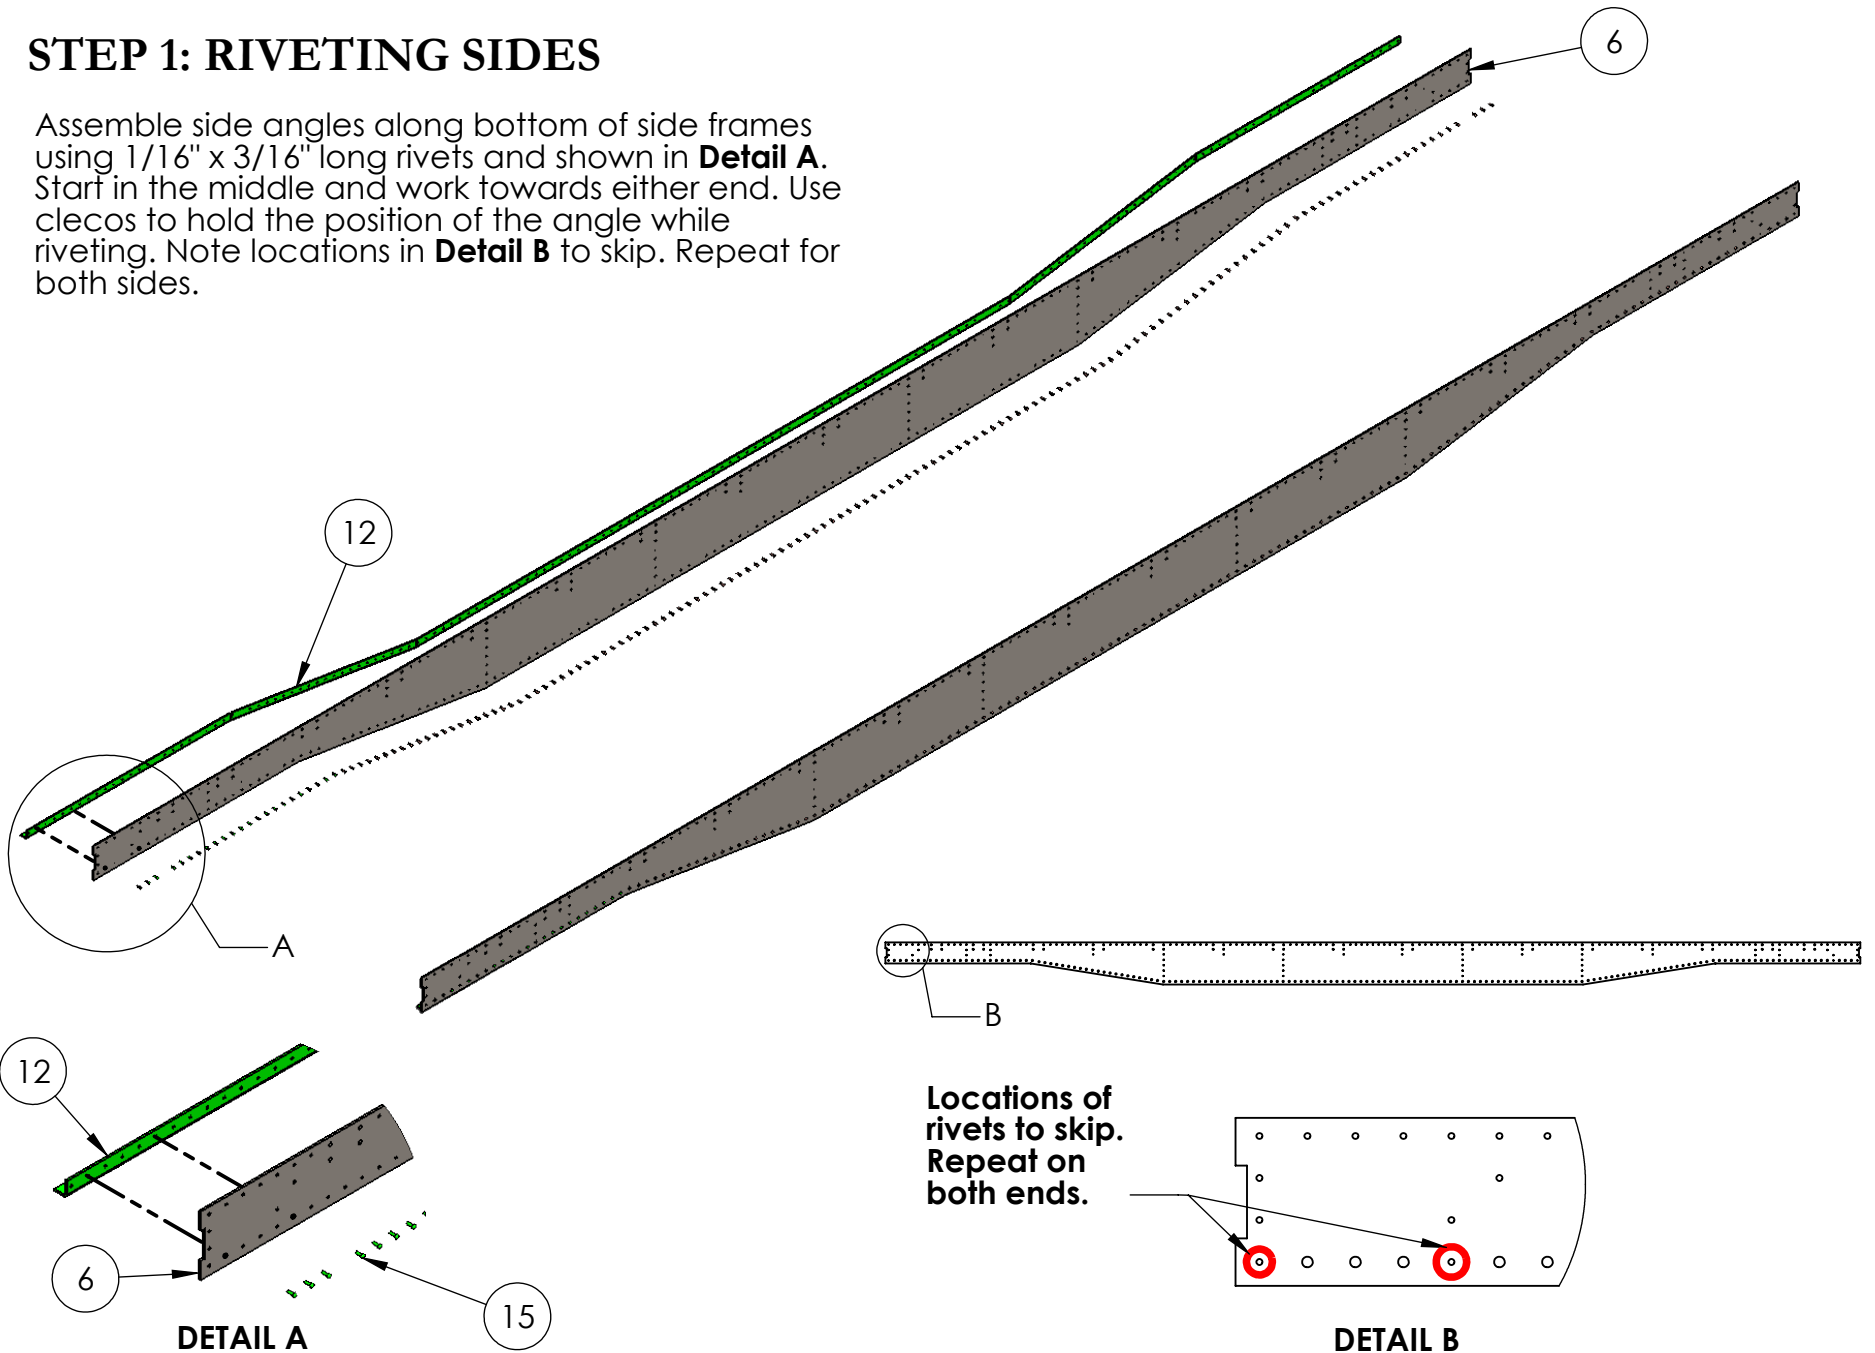 STEP 1: RIVETING SIDES
Assemble side angles along bottom of side frames
using 1/16" x 3/16" long rivets and shown in Detail A.
Start in the middle and work towards either end. Use
clecos to hold the position of the angle while
riveting. Note locations in Detail B to skip. Repeat for
both sides.
6
12
A
B
12
6
15
DETAIL A
Locations of
rivets to skip.
Repeat on
both ends.
DETAIL B